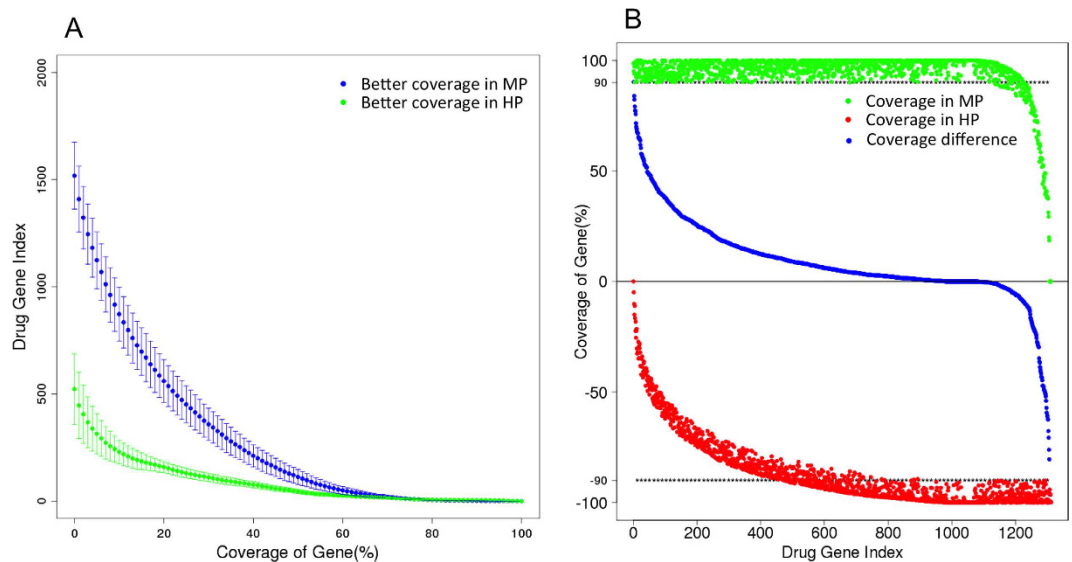 A
2000
1500
1000
500
0
Drug Gene Index
Better coverage in MP
Better coverage in HP
0 20 40 60 80 100
Coverage of Gene(%)
B
100
90
50
0
-50
-90
-100
Coverage of Gene(%)
Coverage in MP
Coverage in HP
Coverage difference
0 200 400 600 800 1000 1200
Drug Gene Index